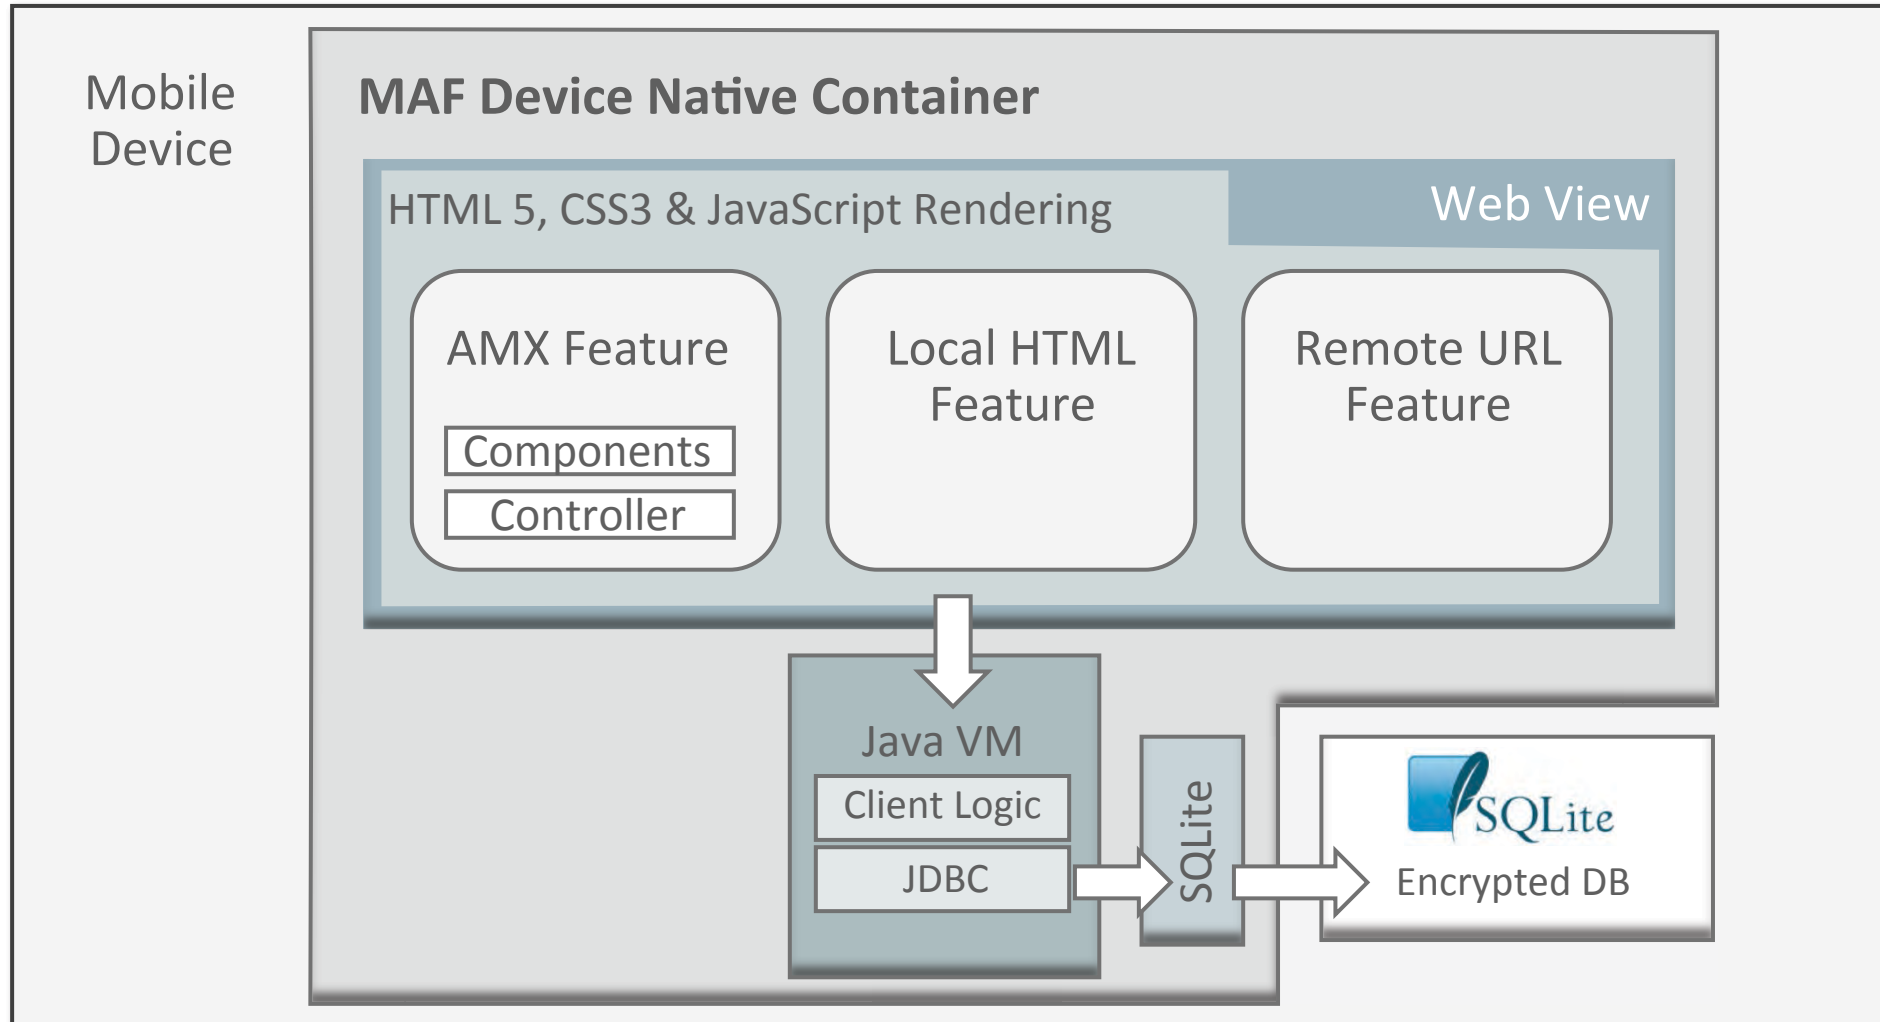 Mobile
Device
MAF Device Native Container
HTML 5, CSS3 & JavaScript Rendering
Web View
AMX Feature
Components
Controller
Local HTML
Feature
Remote URL
Feature
Java VM
Client Logic
JDBC
SQLite
SQLite
Encrypted DB